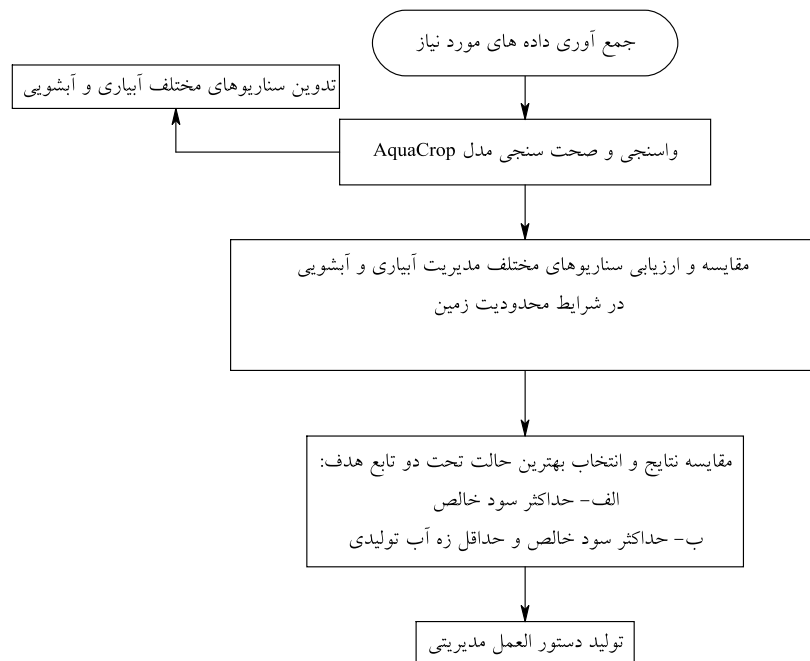 جمع آوری داده های مورد نیاز
تدوین سناریوهای مختلف آبیاری و آبشویی
واسنجی و صحت سنجی مدل AquaCrop
مقایسه و ارزیابی سناریوهای مختلف مدیریت آبیاری و آبشویی
در شرایط محدودیت زمین
مقایسه نتایج و انتخاب بهترین حالت تحت دو تابع هدف:
الف- حداکثر سود خالص
ب- حداکثر سود خالص و حداقل زه آب تولیدی
تولید دستور العمل مدیریتی